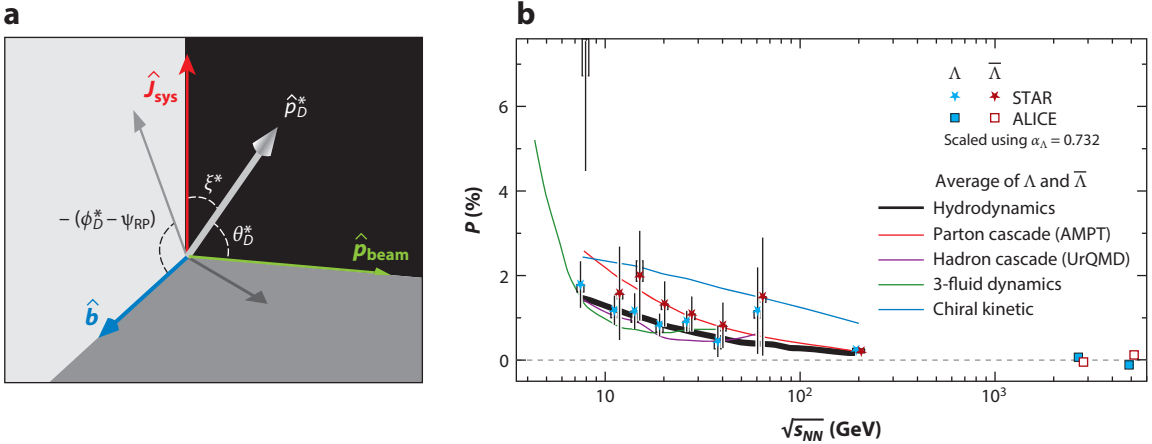 a
Ĵsys
p̂*D
ξ*
− (ϕ*D − ψRP)
θ*D
p̂beam
b̂
b
P (%)
6
4
2
0
10
10²
10³
√sNN (GeV)
Λ Λ̅
STAR
ALICE
Scaled using αΛ = 0.732
Average of Λ and Λ̅
Hydrodynamics
Parton cascade (AMPT)
Hadron cascade (UrQMD)
3-fluid dynamics
Chiral kinetic